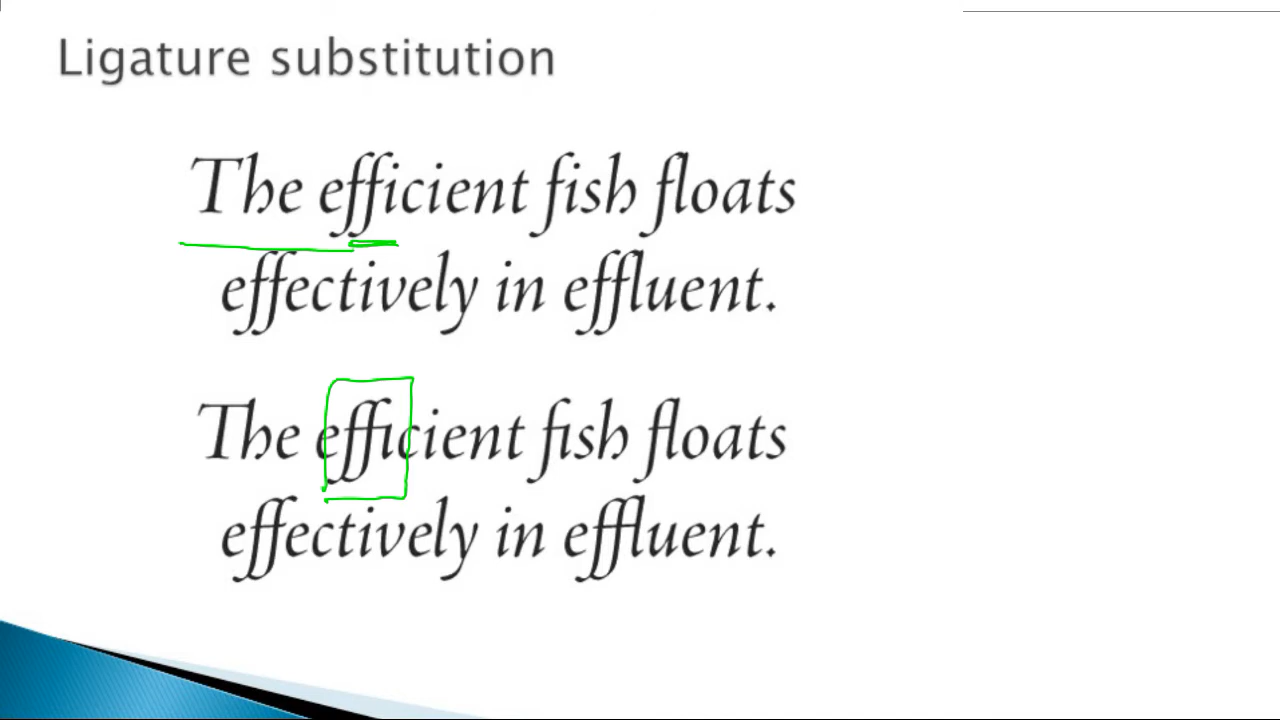 Ligature substitution
The efficient fish floats
effectively in effluent.
The efficient fish floats
effectively in effluent.